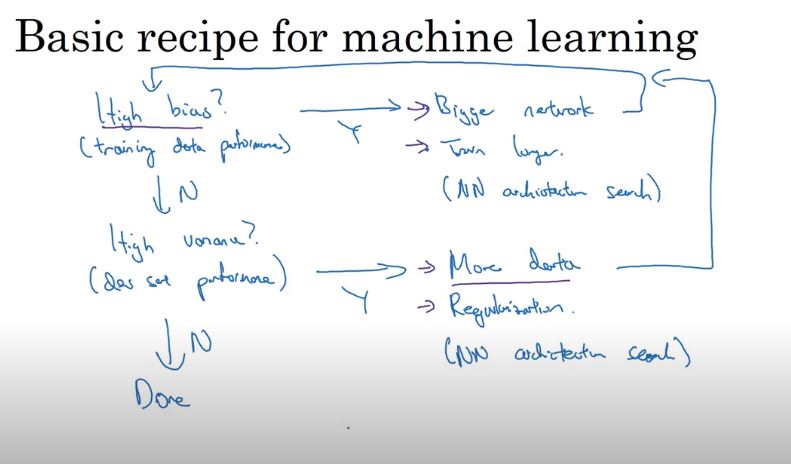 Basic recipe for machine learning
High bias?
(training data performance)
Y
→ Bigger network
→ Train longer.
(NN architecture search)
N
High variance?
(dev set performance)
Y
→ More data
→ Regularization.
(NN architecture search)
N
Done